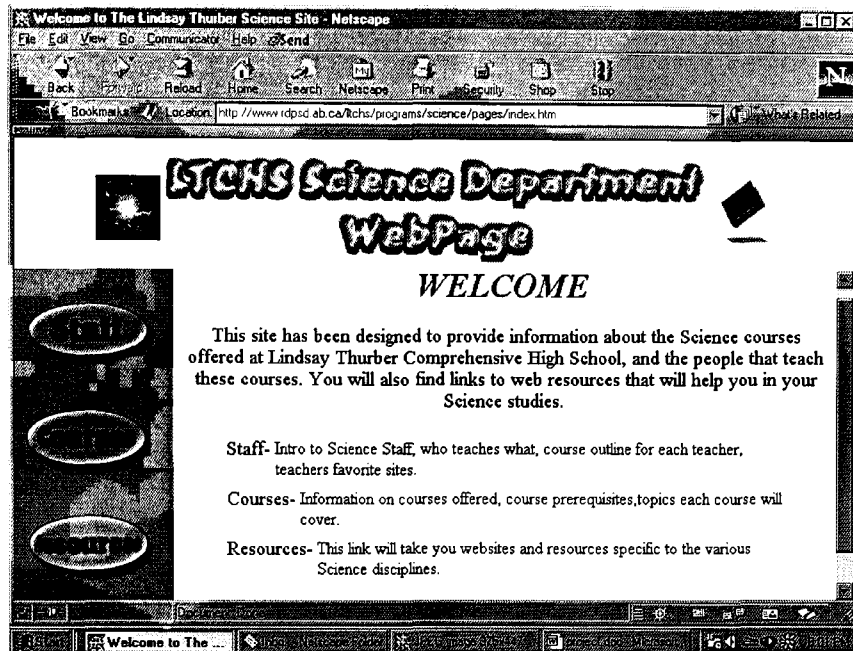 Welcome to The Lindsay Thurber Science Site - Netscape
File Edit View Go Communicator Help Send
Back Forward Reload Home Search Netscape Print Security Shop Stop
Bookmarks Location: http://www.rdpsd.ab.ca/ltchs/programs/science/pages/index.htm What's Related
LTCHS Science Department
WebPage
WELCOME
This site has been designed to provide information about the Science courses
offered at Lindsay Thurber Comprehensive High School, and the people that teach
these courses. You will also find links to web resources that will help you in your
Science studies.
Staff- Intro to Science Staff, who teaches what, course outline for each teacher,
teachers favorite sites.
Courses- Information on courses offered, course prerequisites,topics each course will
cover.
Resources- This link will take you websites and resources specific to the various
Science disciplines.
Document: Done
Start Welcome to The ...